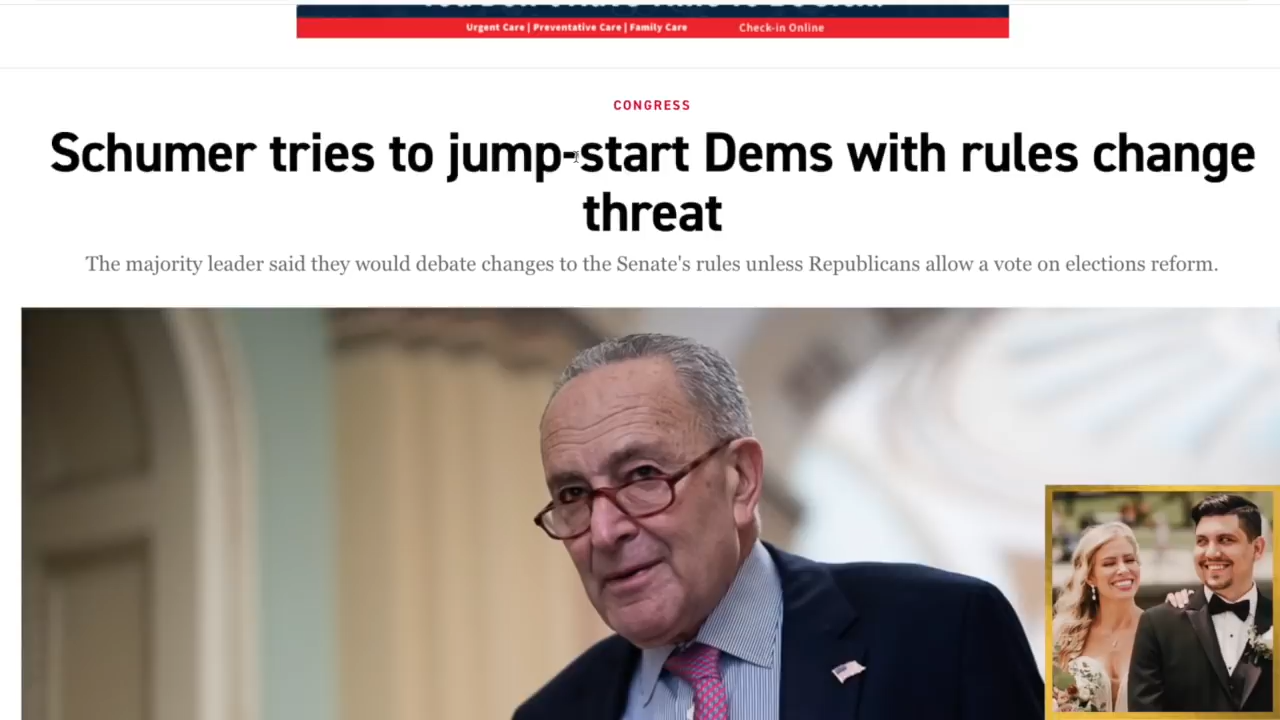 Urgent Care | Preventative Care | Family Care Check-in Online
CONGRESS
Schumer tries to jump-start Dems with rules change
threat
The majority leader said they would debate changes to the Senate's rules unless Republicans allow a vote on elections reform.